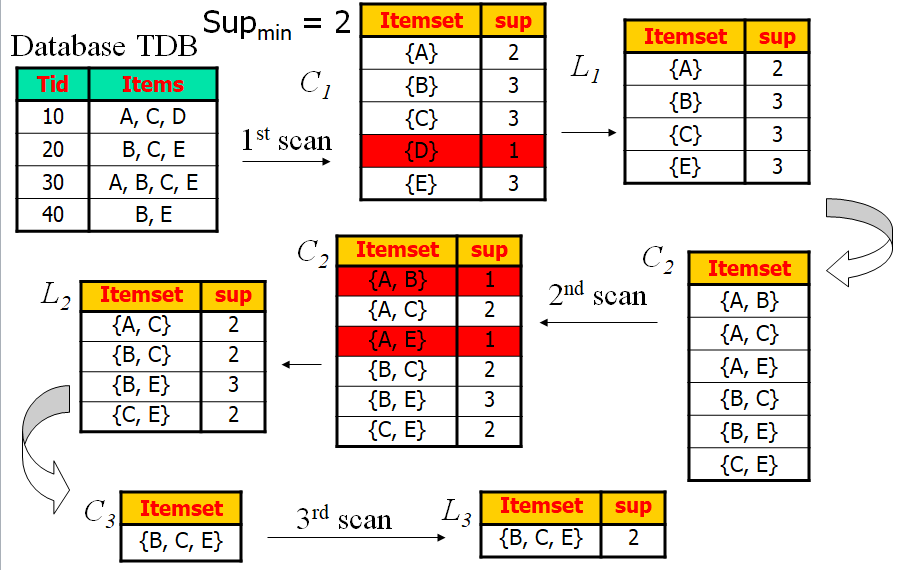 Sup_min = 2
Database TDB
Tid Items
10 A, C, D
20 B, C, E
30 A, B, C, E
40 B, E
1st scan
C1
Itemset sup
{A} 2
{B} 3
{C} 3
{D} 1
{E} 3
L1
Itemset sup
{A} 2
{B} 3
{C} 3
{E} 3
C2
Itemset
{A, B}
{A, C}
{A, E}
{B, C}
{B, E}
{C, E}
2nd scan
C2
Itemset sup
{A, B} 1
{A, C} 2
{A, E} 1
{B, C} 2
{B, E} 3
{C, E} 2
L2
Itemset sup
{A, C} 2
{B, C} 2
{B, E} 3
{C, E} 2
C3
Itemset
{B, C, E}
3rd scan
L3
Itemset sup
{B, C, E} 2